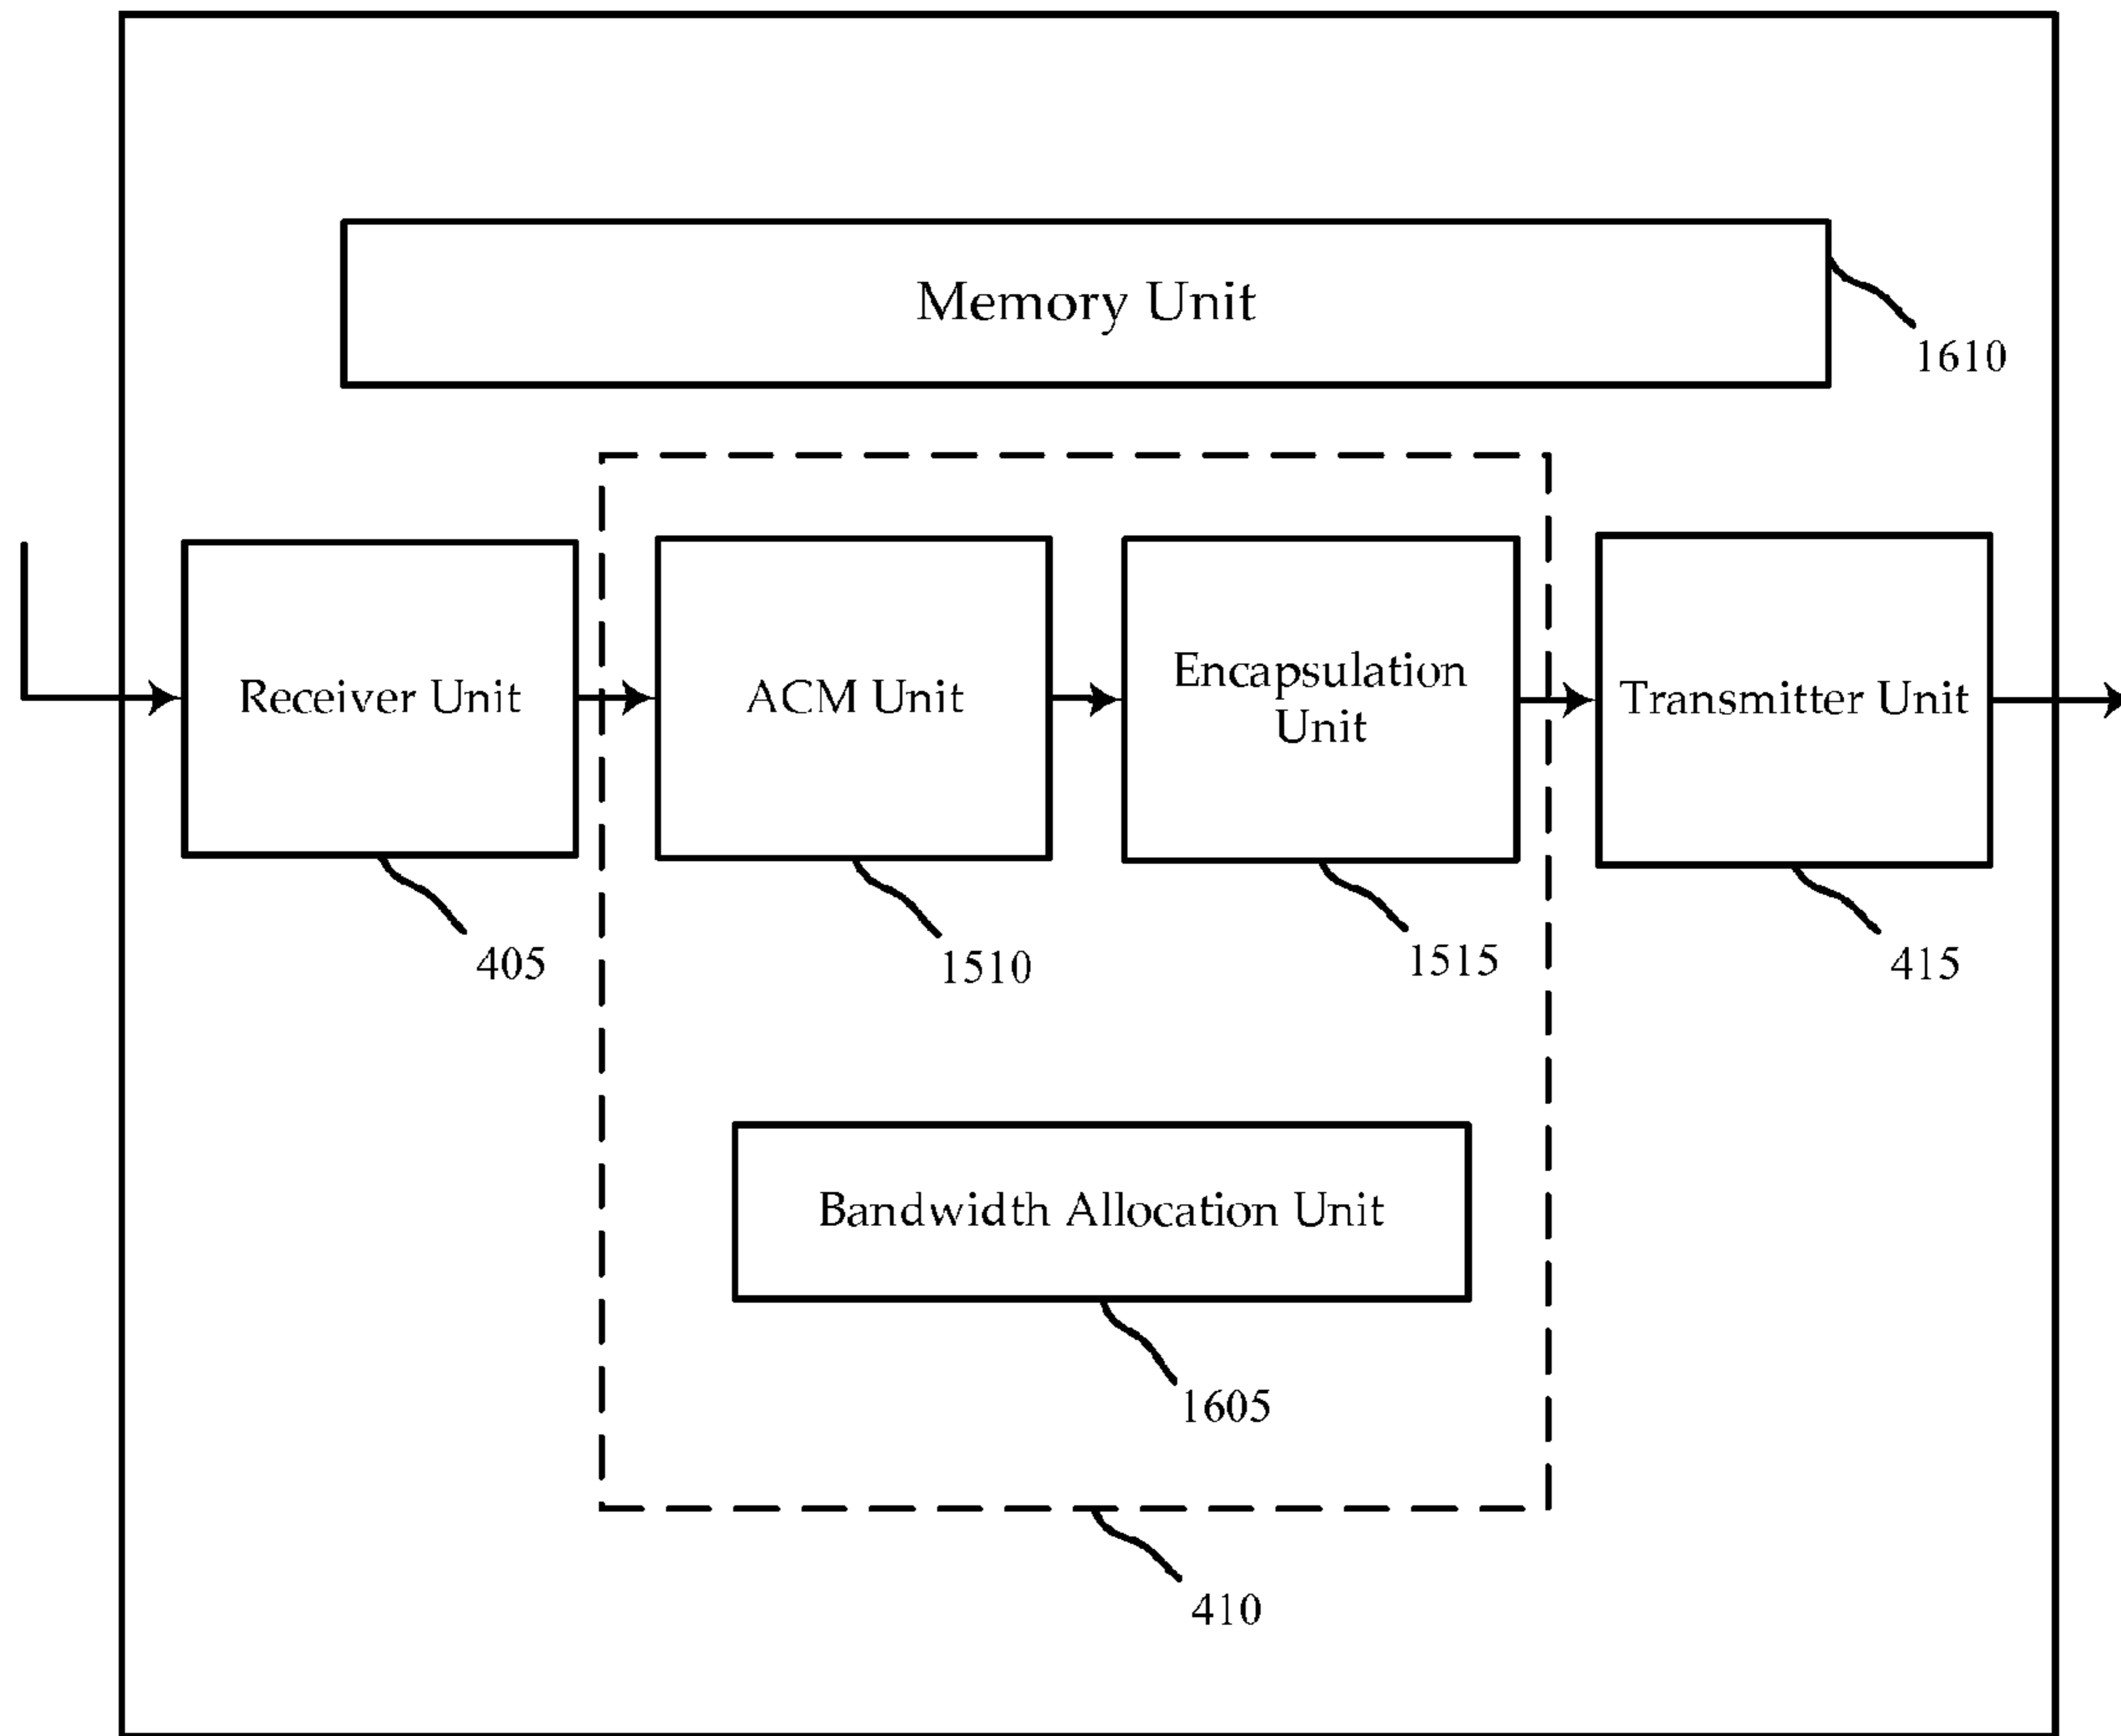 Memory Unit
1610
Receiver Unit
ACM Unit
Encapsulation
Unit
Transmitter Unit
405
1510
1515
415
Bandwidth Allocation Unit
1605
410